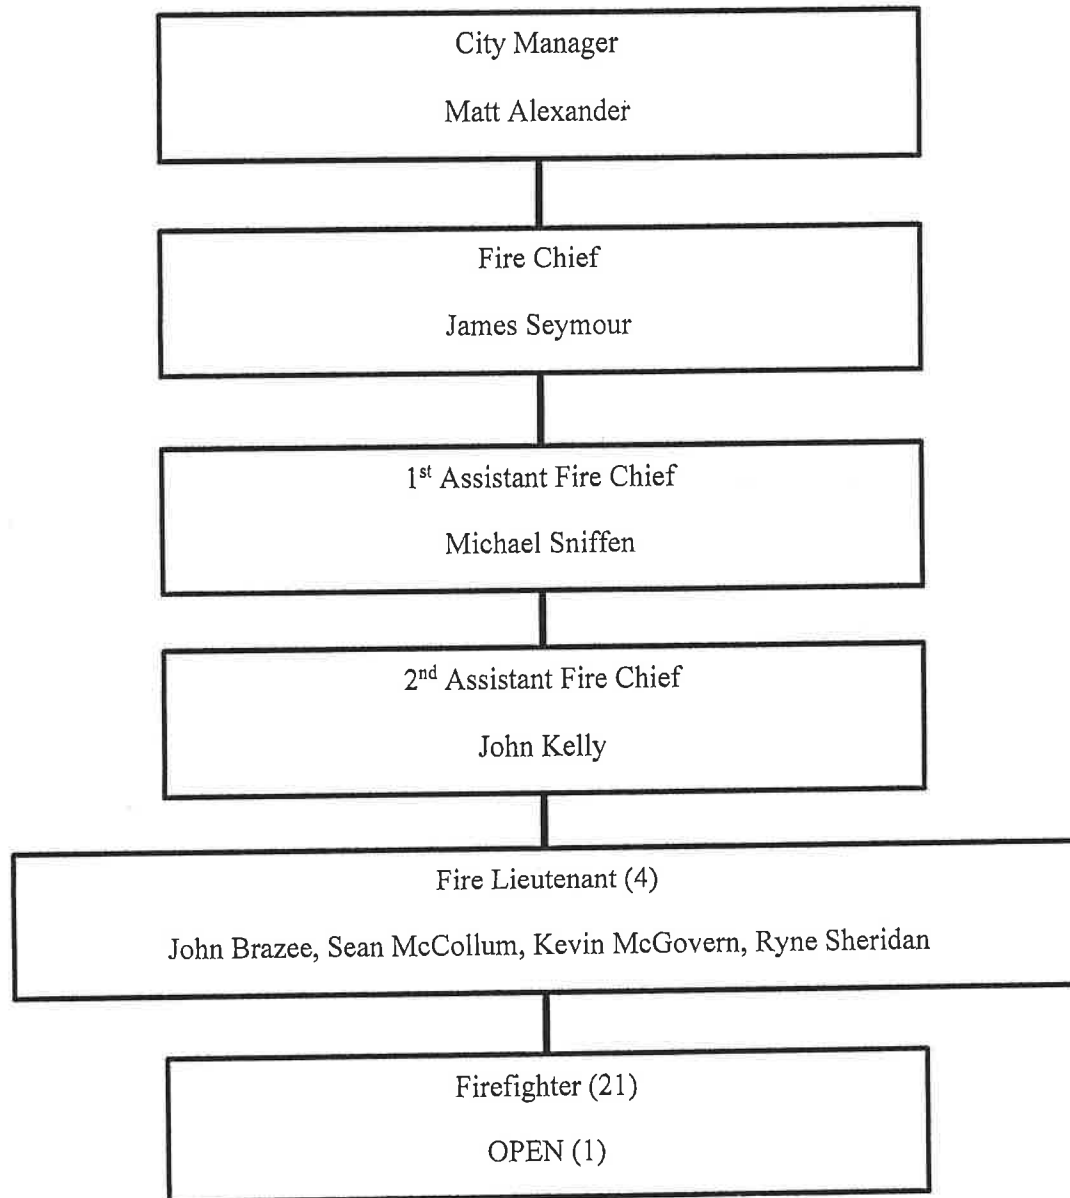 City Manager
Matt Alexander
Fire Chief
James Seymour
1st Assistant Fire Chief
Michael Sniffen
2nd Assistant Fire Chief
John Kelly
Fire Lieutenant (4)
John Brazee, Sean McCollum, Kevin McGovern, Ryne Sheridan
Firefighter (21)
OPEN (1)